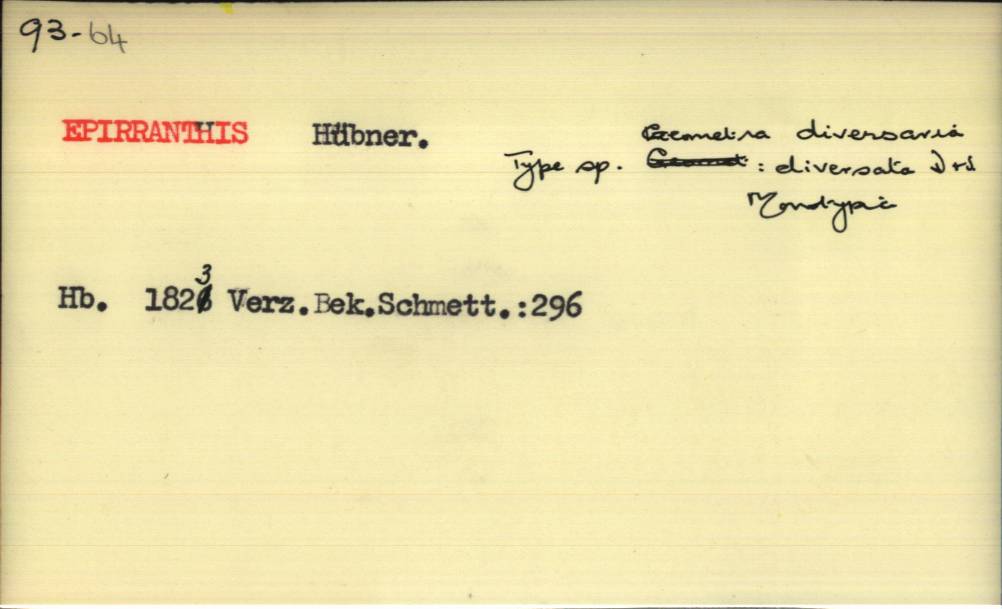 93-64
EPIRRANTHIS Hübner. Geometra diversaria
Type sp. : diversata D+S
Monotypic
Hb. 1823 Verz.Bek.Schmett.:296